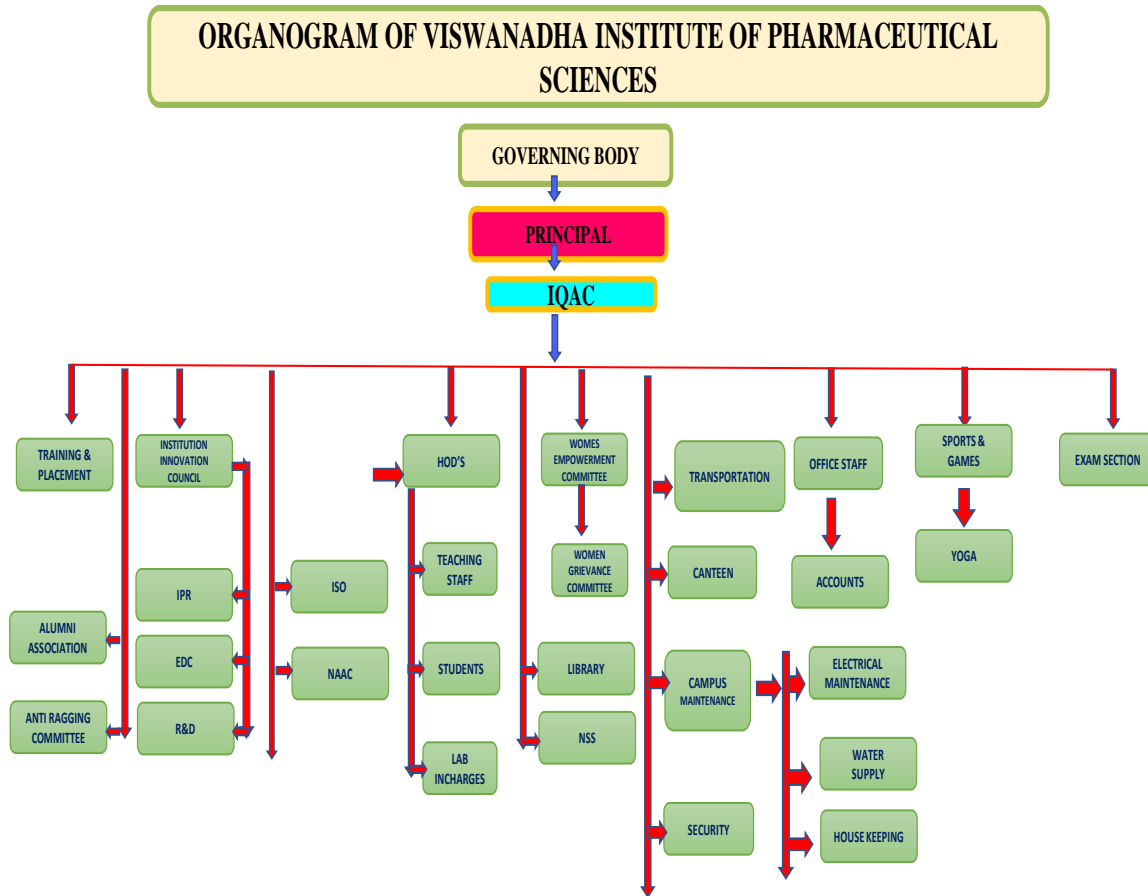 ORGANOGRAM OF VISWANADHA INSTITUTE OF PHARMACEUTICAL
SCIENCES
GOVERNING BODY
PRINCIPAL
IQAC
TRAINING &
PLACEMENT
INSTITUTION
INNOVATION
COUNCIL
HOD'S
WOMES
EMPOWERMENT
COMMITTEE
TRANSPORTATION
OFFICE STAFF
SPORTS &
GAMES
EXAM SECTION
IPR
ISO
TEACHING
STAFF
WOMEN
GRIEVANCE
COMMITTEE
CANTEEN
ACCOUNTS
YOGA
ALUMNI
ASSOCIATION
EDC
NAAC
STUDENTS
LIBRARY
CAMPUS
MAINTENANCE
ELECTRICAL
MAINTENANCE
ANTI RAGGING
COMMITTEE
R&D
LAB
INCHARGES
NSS
WATER
SUPPLY
SECURITY
HOUSE KEEPING